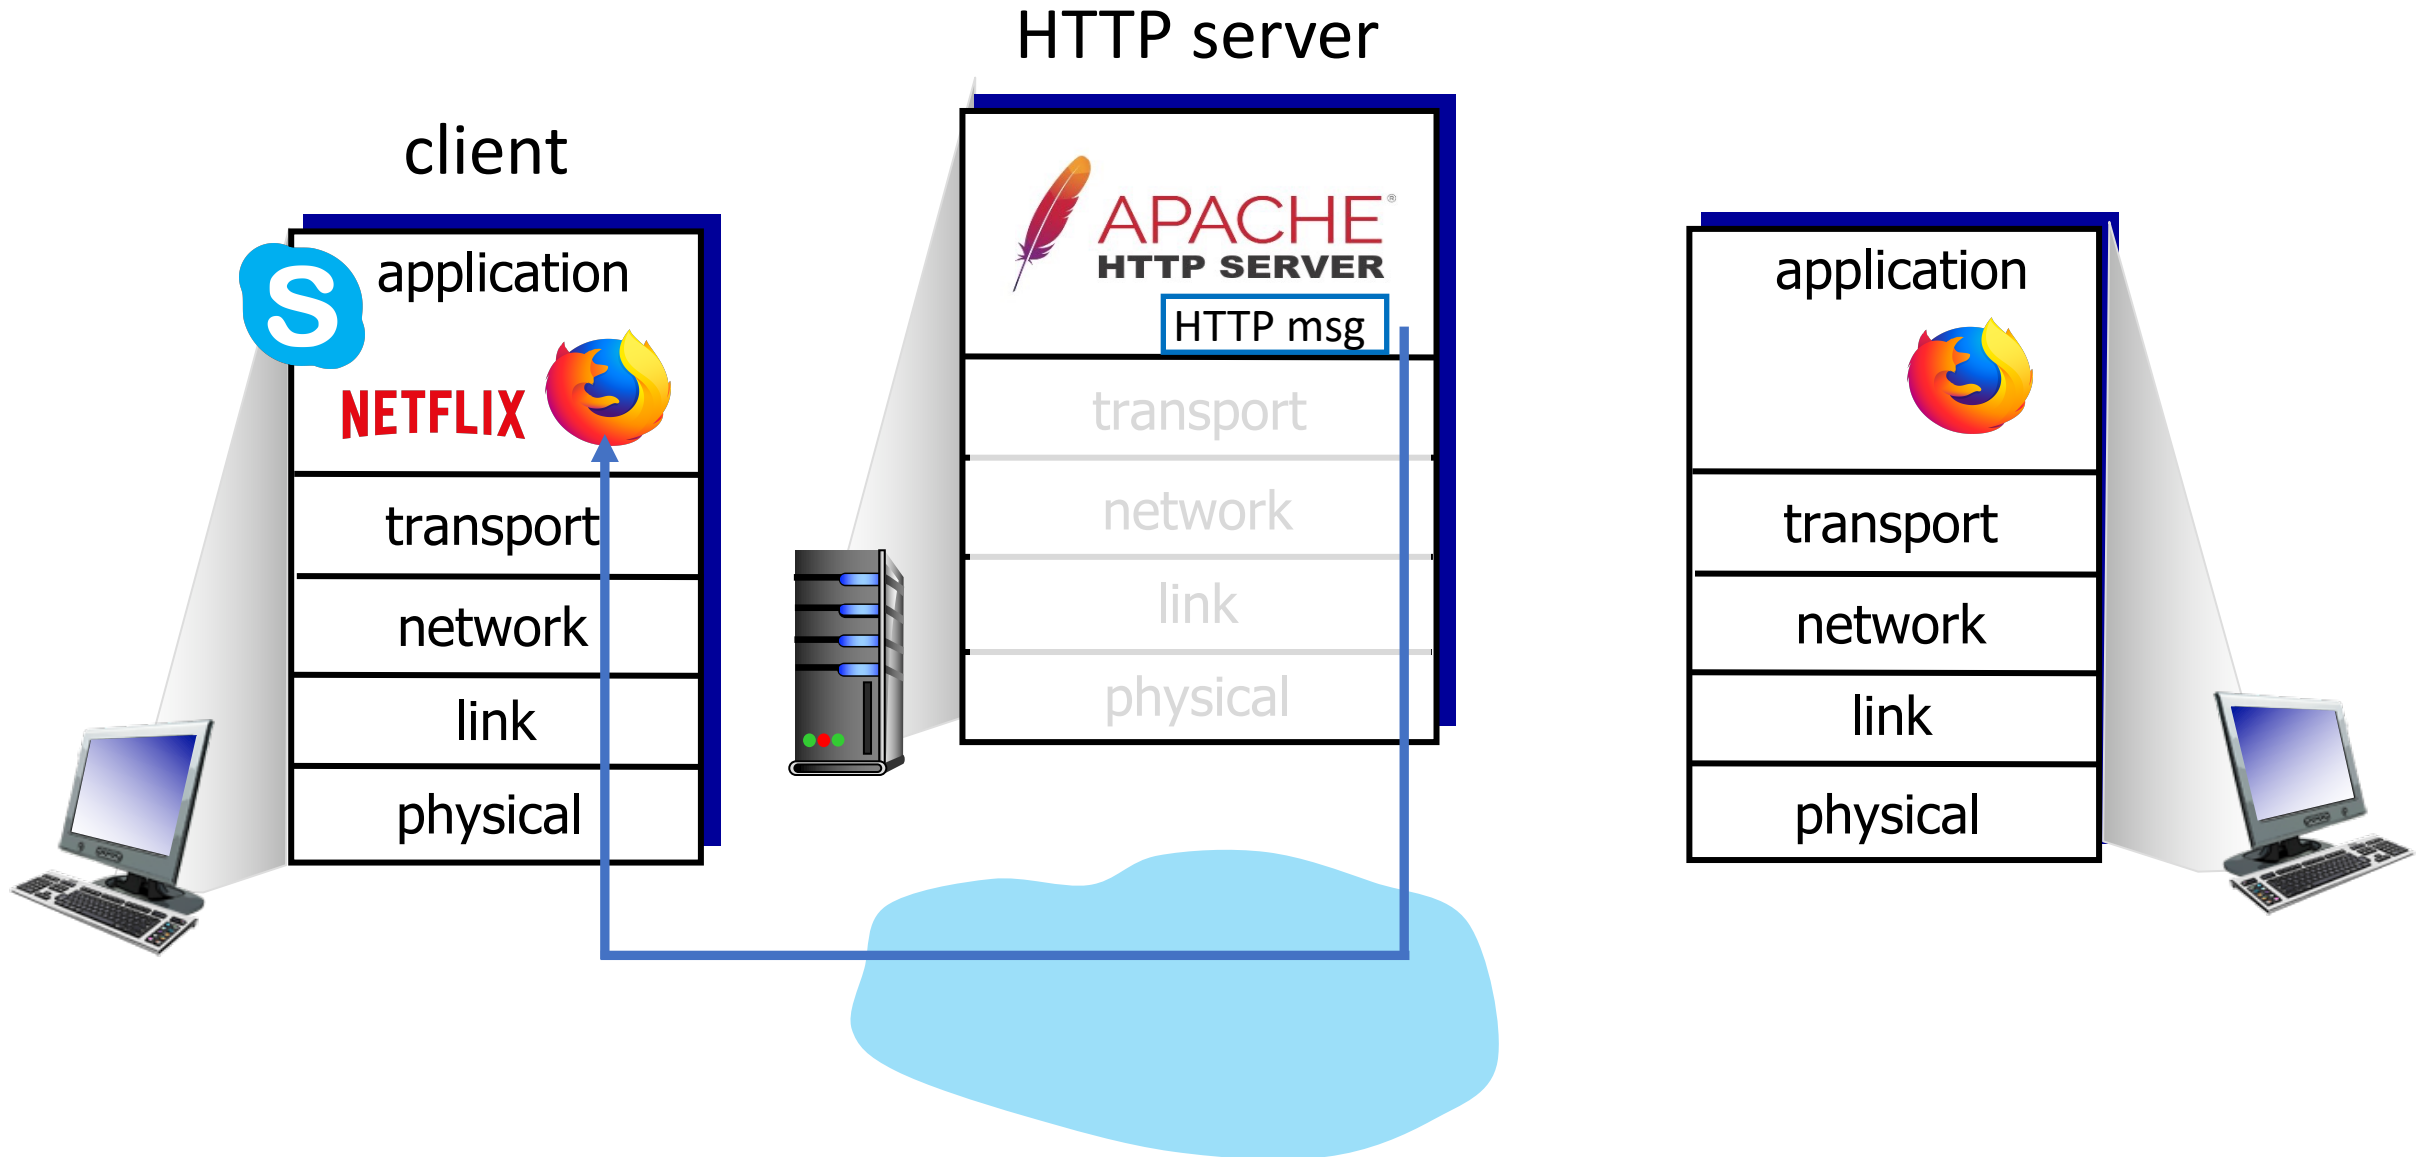 HTTP server
client
S
application
NETFLIX
transport
network
link
physical
APACHE®
HTTP SERVER
HTTP msg
transport
network
link
physical
application
transport
network
link
physical